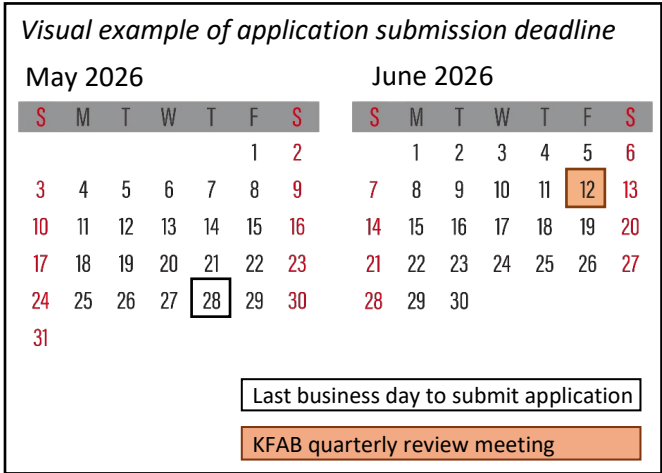 Visual example of application submission deadline
May 2026
S M T W T F S
1 2
3 4 5 6 7 8 9
10 11 12 13 14 15 16
17 18 19 20 21 22 23
24 25 26 27 28 29 30
31
June 2026
S M T W T F S
1 2 3 4 5 6
7 8 9 10 11 12 13
14 15 16 17 18 19 20
21 22 23 24 25 26 27
28 29 30
Last business day to submit application
KFAB quarterly review meeting